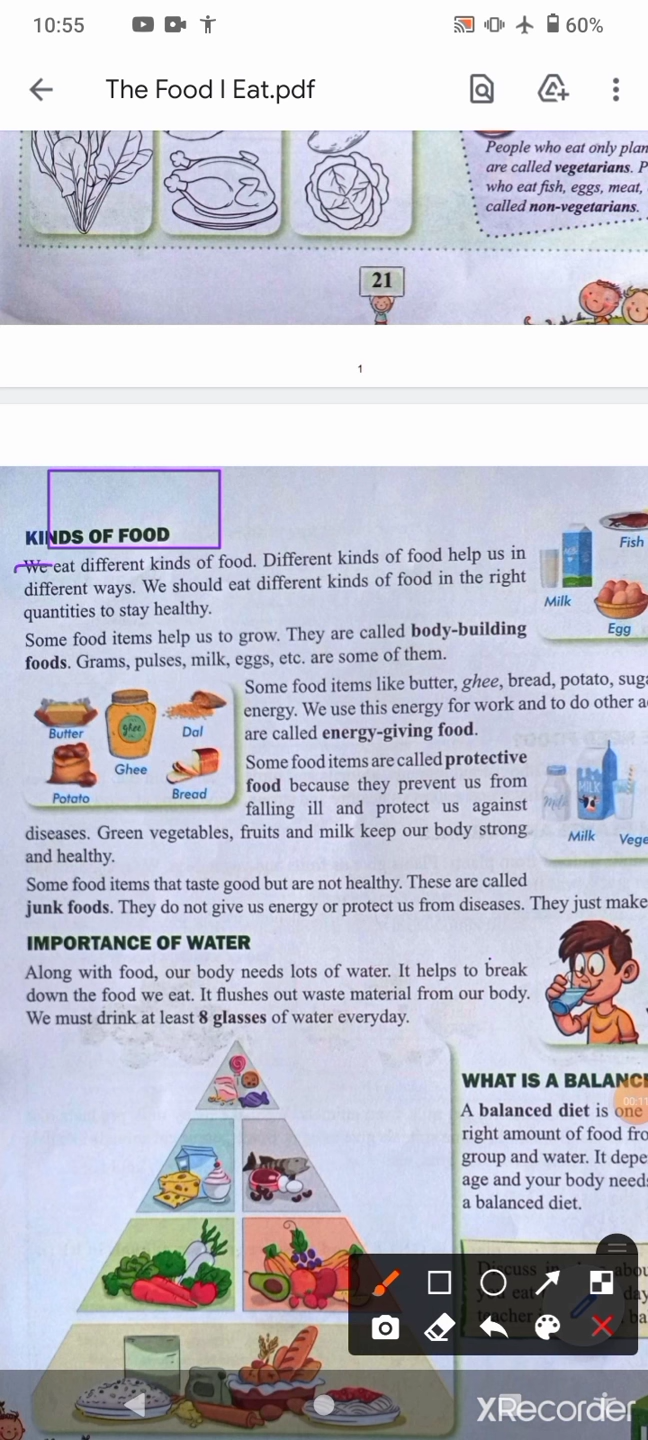 10:55
60%
The Food I Eat.pdf
People who eat only plan
are called vegetarians. P
who eat fish, eggs, meat,
called non-vegetarians.
21
1
KINDS OF FOOD
We eat different kinds of food. Different kinds of food help us in
different ways. We should eat different kinds of food in the right
quantities to stay healthy.
Fish
Milk
Egg
Some food items help us to grow. They are called body-building
foods. Grams, pulses, milk, eggs, etc. are some of them.
Butter
ghee
Dal
Ghee
Potato
Bread
Some food items like butter, ghee, bread, potato, suga
energy. We use this energy for work and to do other a
are called energy-giving food.
Some food items are called protective
food because they prevent us from
falling ill and protect us against
diseases. Green vegetables, fruits and milk keep our body strong
and healthy.
MILK
Milk
Vege
Some food items that taste good but are not healthy. These are called
junk foods. They do not give us energy or protect us from diseases. They just make
IMPORTANCE OF WATER
Along with food, our body needs lots of water. It helps to break
down the food we eat. It flushes out waste material from our body.
We must drink at least 8 glasses of water everyday.
WHAT IS A BALANC
00:11
A balanced diet is one
right amount of food fro
group and water. It depe
age and your body need
a balanced diet.
Discuss in abou
you eat day
teacher ba
XRecorder